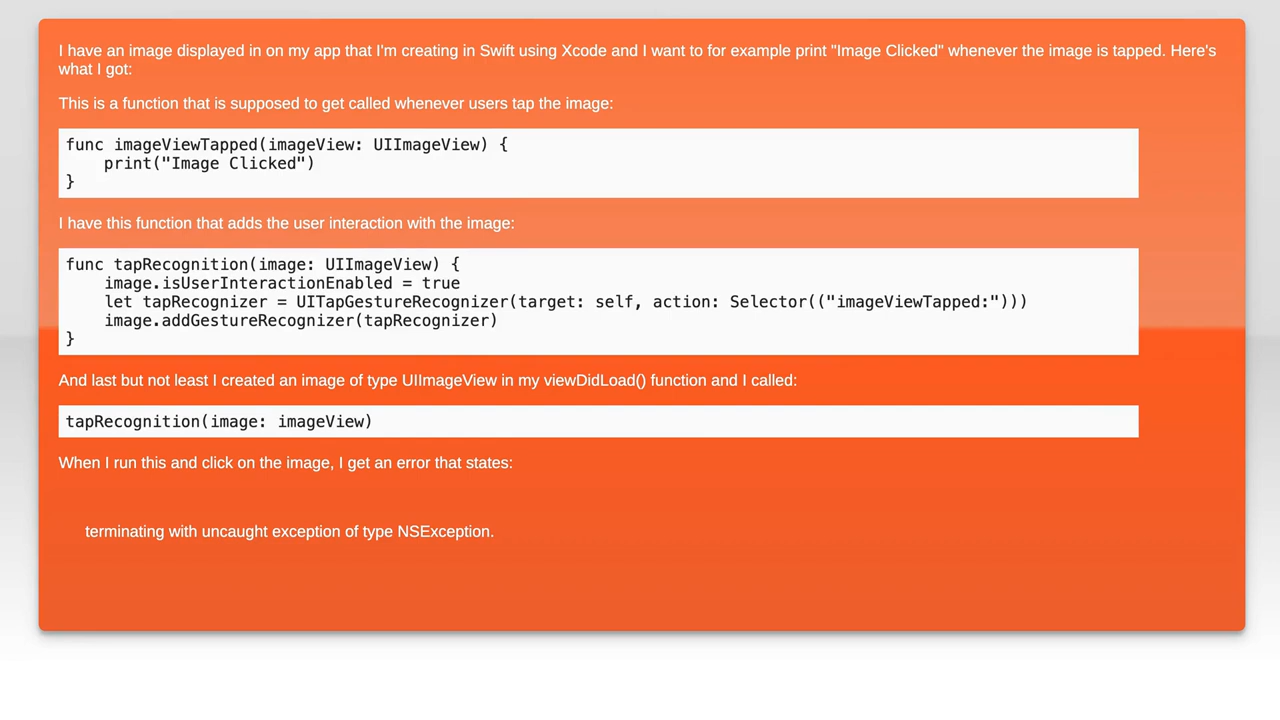 I have an image displayed in on my app that I'm creating in Swift using Xcode and I want to for example print "Image Clicked" whenever the image is tapped. Here's
what I got:
This is a function that is supposed to get called whenever users tap the image:
func imageViewTapped(imageView: UIImageView) {
    print("Image Clicked")
}
I have this function that adds the user interaction with the image:
func tapRecognition(image: UIImageView) {
    image.isUserInteractionEnabled = true
    let tapRecognizer = UITapGestureRecognizer(target: self, action: Selector(("imageViewTapped:")))
    image.addGestureRecognizer(tapRecognizer)
}
And last but not least I created an image of type UIImageView in my viewDidLoad() function and I called:
tapRecognition(image: imageView)
When I run this and click on the image, I get an error that states:
terminating with uncaught exception of type NSException.